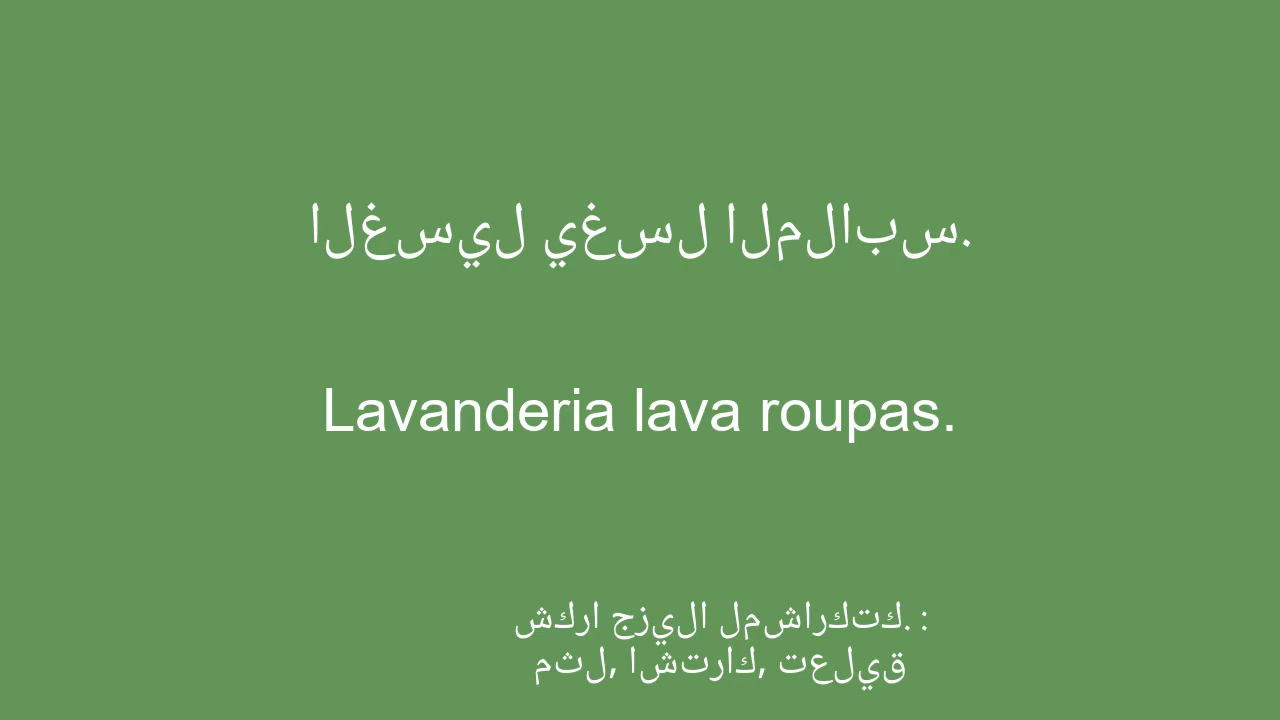 الغسيل يغسل الملابس.
Lavanderia lava roupas.
شكرا جزيلا لمشاركتك. :
مثل, اشتراك, تعليق